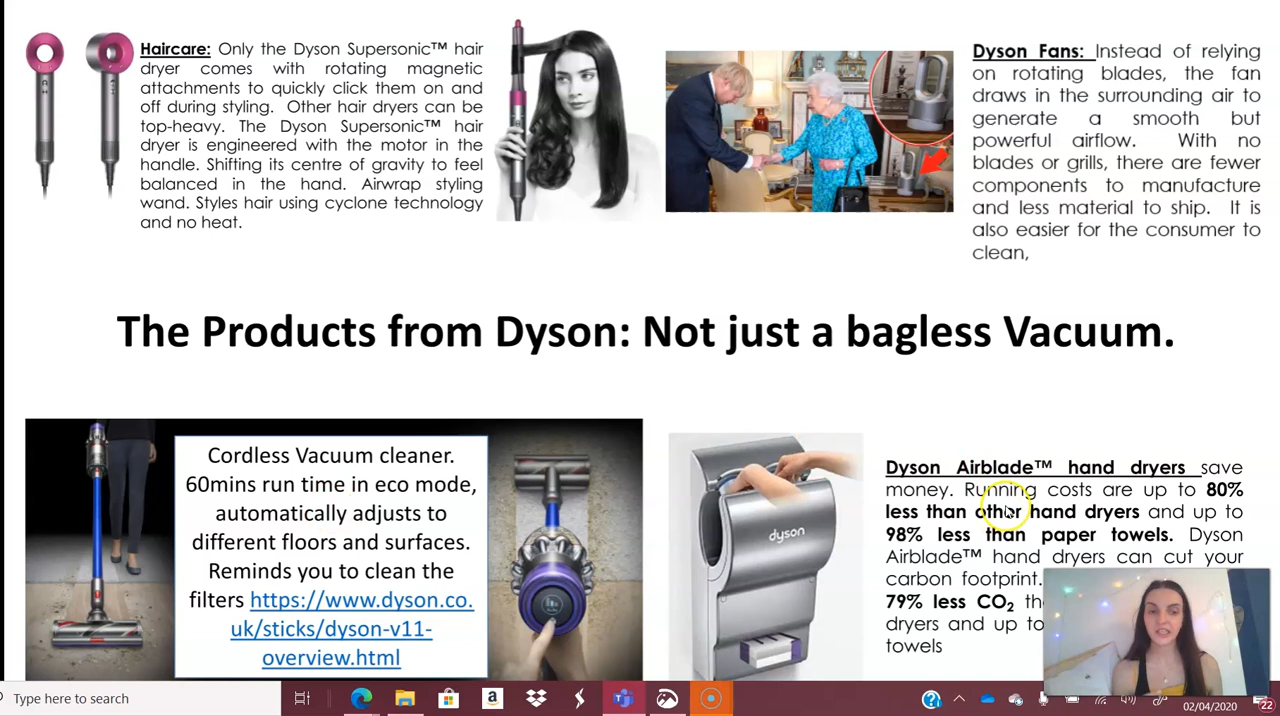 Haircare: Only the Dyson Supersonic™ hair
dryer comes with rotating magnetic
attachments to quickly click them on and
off during styling. Other hair dryers can be
top-heavy. The Dyson Supersonic™ hair
dryer is engineered with the motor in the
handle. Shifting its centre of gravity to feel
balanced in the hand. Airwrap styling
wand. Styles hair using cyclone technology
and no heat.
Dyson Fans: Instead of relying
on rotating blades, the fan
draws in the surrounding air to
generate a smooth but
powerful airflow. With no
blades or grills, there are fewer
components to manufacture
and less material to ship. It is
also easier for the consumer to
clean,
The Products from Dyson: Not just a bagless Vacuum.
Cordless Vacuum cleaner.
60mins run time in eco mode,
automatically adjusts to
different floors and surfaces.
Reminds you to clean the
filters https://www.dyson.co.
uk/sticks/dyson-v11-
overview.html
dyson
Dyson Airblade™ hand dryers save
money. Running costs are up to 80%
less than other hand dryers and up to
98% less than paper towels. Dyson
Airblade™ hand dryers can cut your
carbon footprint.
79% less CO₂ th
dryers and up to
towels
Type here to search
02/04/2020
22